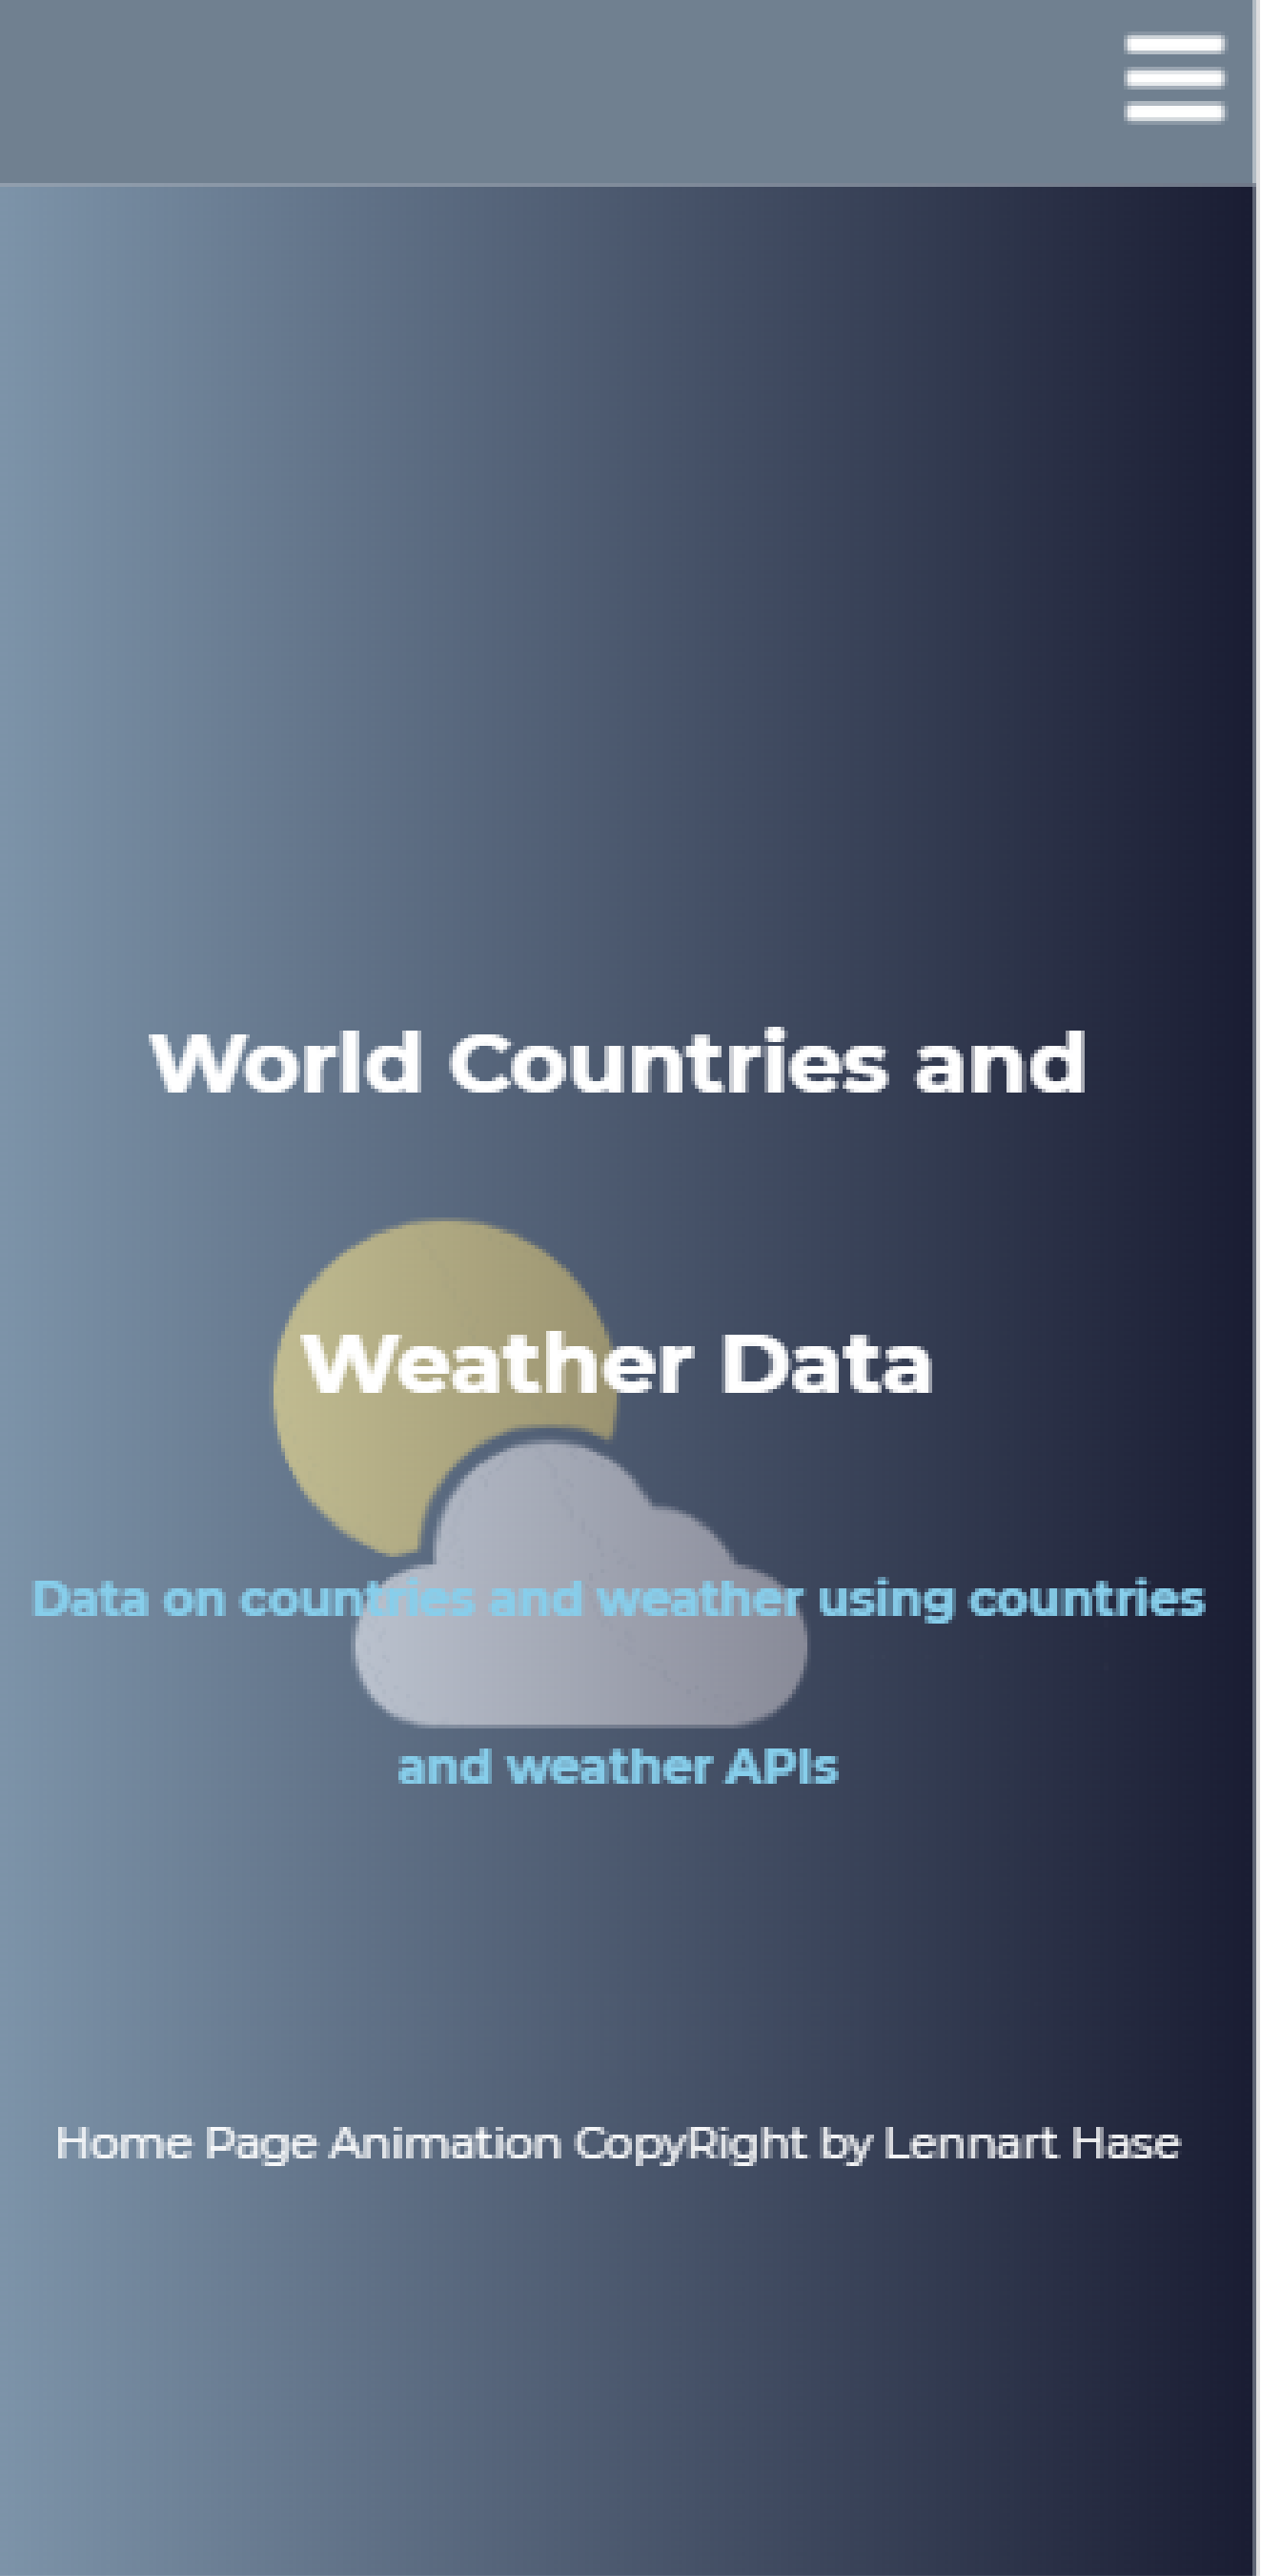 World Countries and
Weather Data
Data on countries and weather using countries
and weather APIs
Home Page Animation CopyRight by Lennart Hase